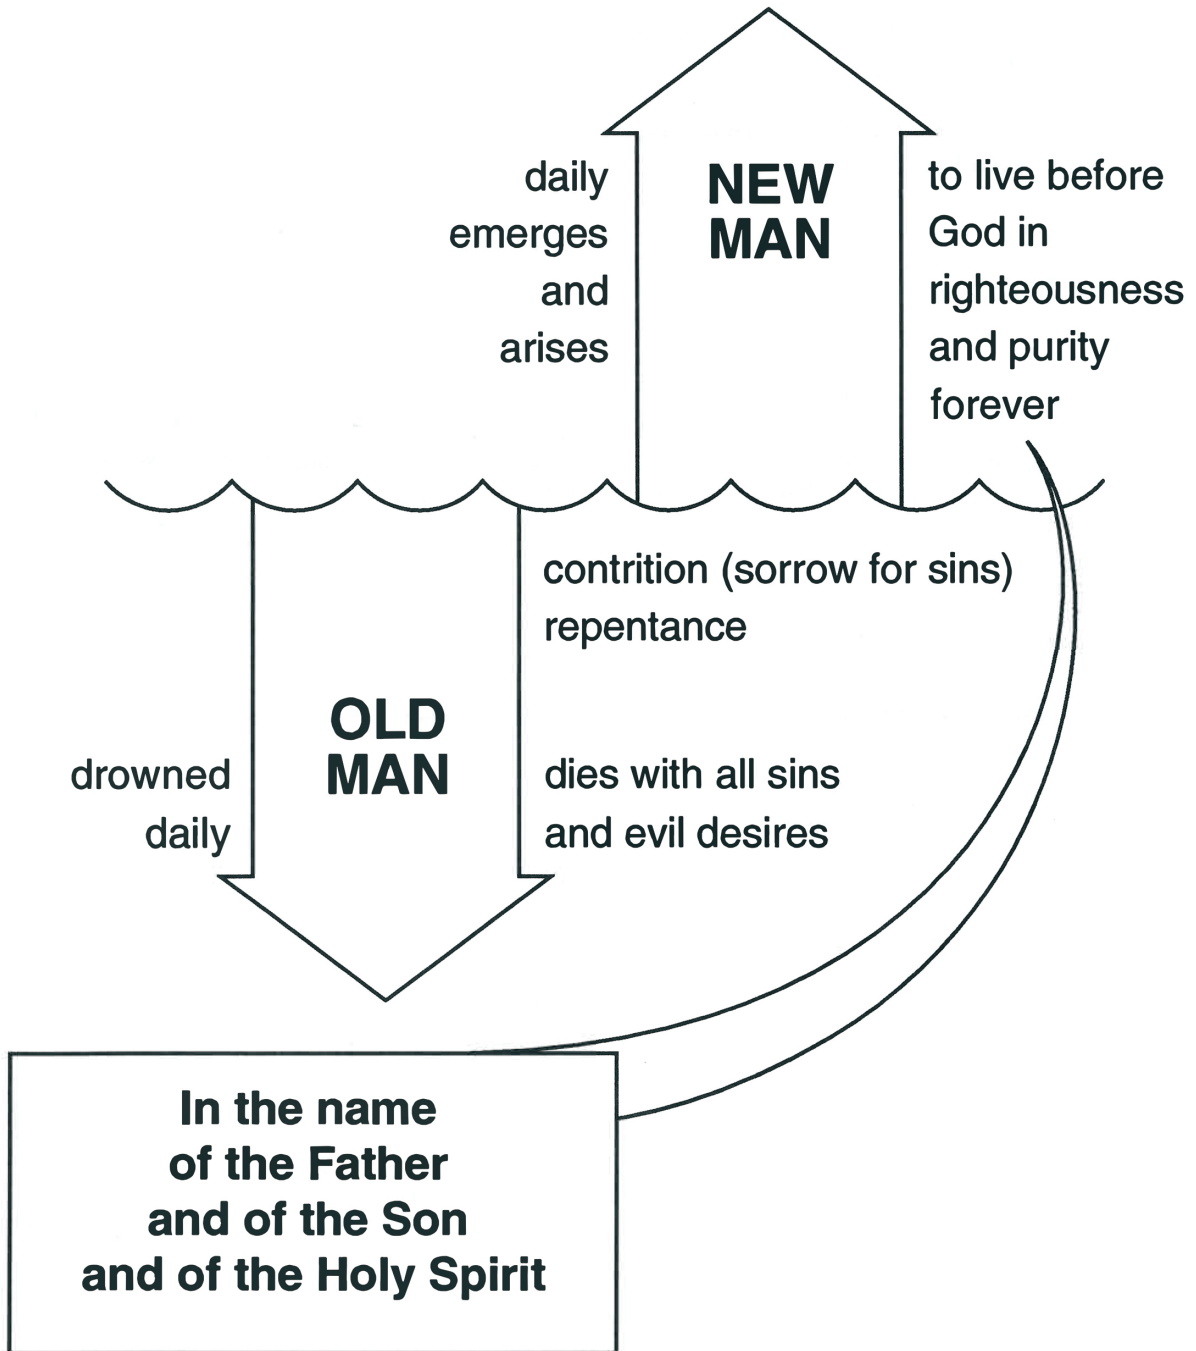 daily
emerges
and
arises
NEW
MAN
to live before
God in
righteousness
and purity
forever
contrition (sorrow for sins)
repentance
OLD
MAN
drowned
daily
dies with all sins
and evil desires
In the name
of the Father
and of the Son
and of the Holy Spirit